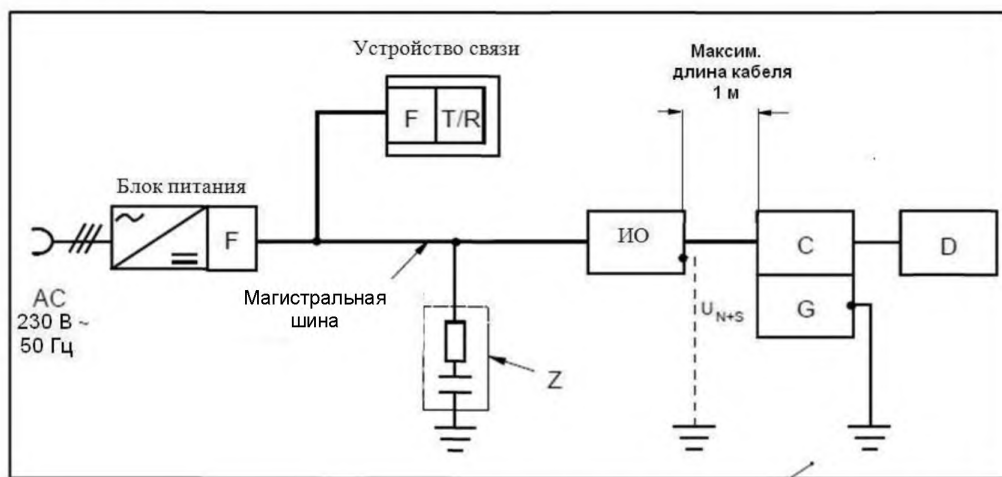 Устройство связи
F T/R
Максим.
длина кабеля
1 м
Блок питания
F
AC
230 В ~
50 Гц
Магистральная
шина
Z
ИО
U N+S
C
G
D